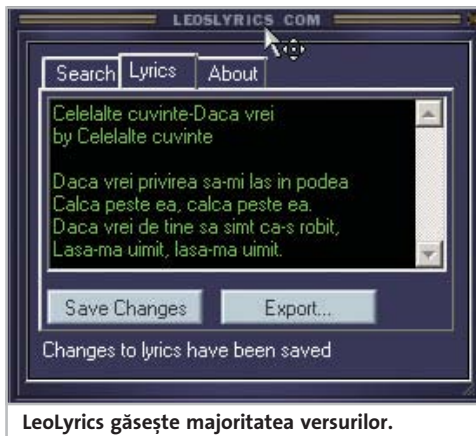 LEOSLYRICS COM
Search Lyrics About
Celelalte cuvinte-Daca vrei
by Celelalte cuvinte
Daca vrei privirea sa-mi las in podea
Calca peste ea, calca peste ea.
Daca vrei de tine sa simt ca-s robit,
Lasa-ma uimit, lasa-ma uimit.
Save Changes Export...
Changes to lyrics have been saved
LeoLyrics găsește majoritatea versurilor.